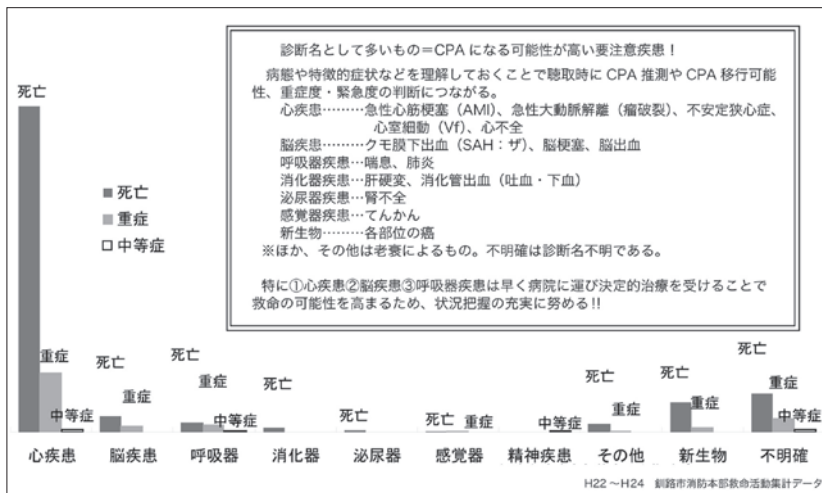 診断名として多いもの＝CPAになる可能性が高い要注意疾患！
病態や特徴的症状などを理解しておくことで聴取時にCPA推測やCPA移行可能
性、重症度・緊急度の判断につながる。
心疾患………急性心筋梗塞（AMI）、急性大動脈解離（瘤破裂）、不安定狭心症、
心室細動（Vf）、心不全
脳疾患………クモ膜下出血（SAH：ザ）、脳梗塞、脳出血
呼吸器疾患…喘息、肺炎
消化器疾患…肝硬変、消化管出血（吐血・下血）
泌尿器疾患…腎不全
感覚器疾患…てんかん
新生物………各部位の癌
※ほか、その他は老衰によるもの。不明確は診断名不明である。
特に①心疾患②脳疾患③呼吸器疾患は早く病院に運び決定的治療を受けることで
救命の可能性を高まるため、状況把握の充実に努める!!
死亡
■死亡
■重症
□中等症
重症
中等症
死亡
重症
死亡
重症
中等症
死亡
死亡
死亡
重症
中等症
死亡
重症
死亡
重症
死亡
重症
中等症
心疾患 脳疾患 呼吸器 消化器 泌尿器 感覚器 精神疾患 その他 新生物 不明確
H22～H24 釧路市消防本部救命活動集計データ